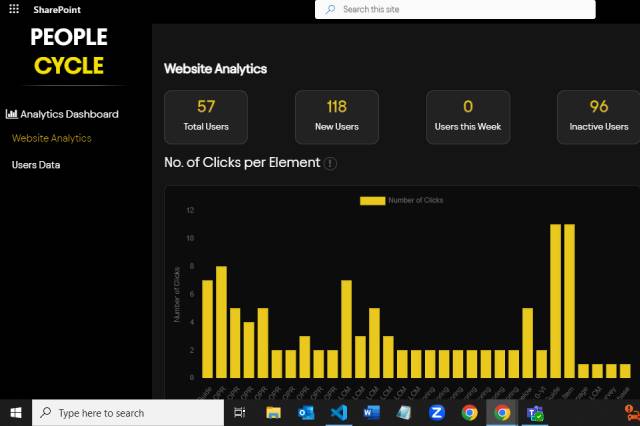 SharePoint
Search this site
PEOPLE
CYCLE
Analytics Dashboard
Website Analytics
Users Data
Website Analytics
57
Total Users
118
New Users
0
Users this Week
96
Inactive Users
No. of Clicks per Element
Number of Clicks
12
10
8
6
4
2
0
Number of Clicks
Type here to search